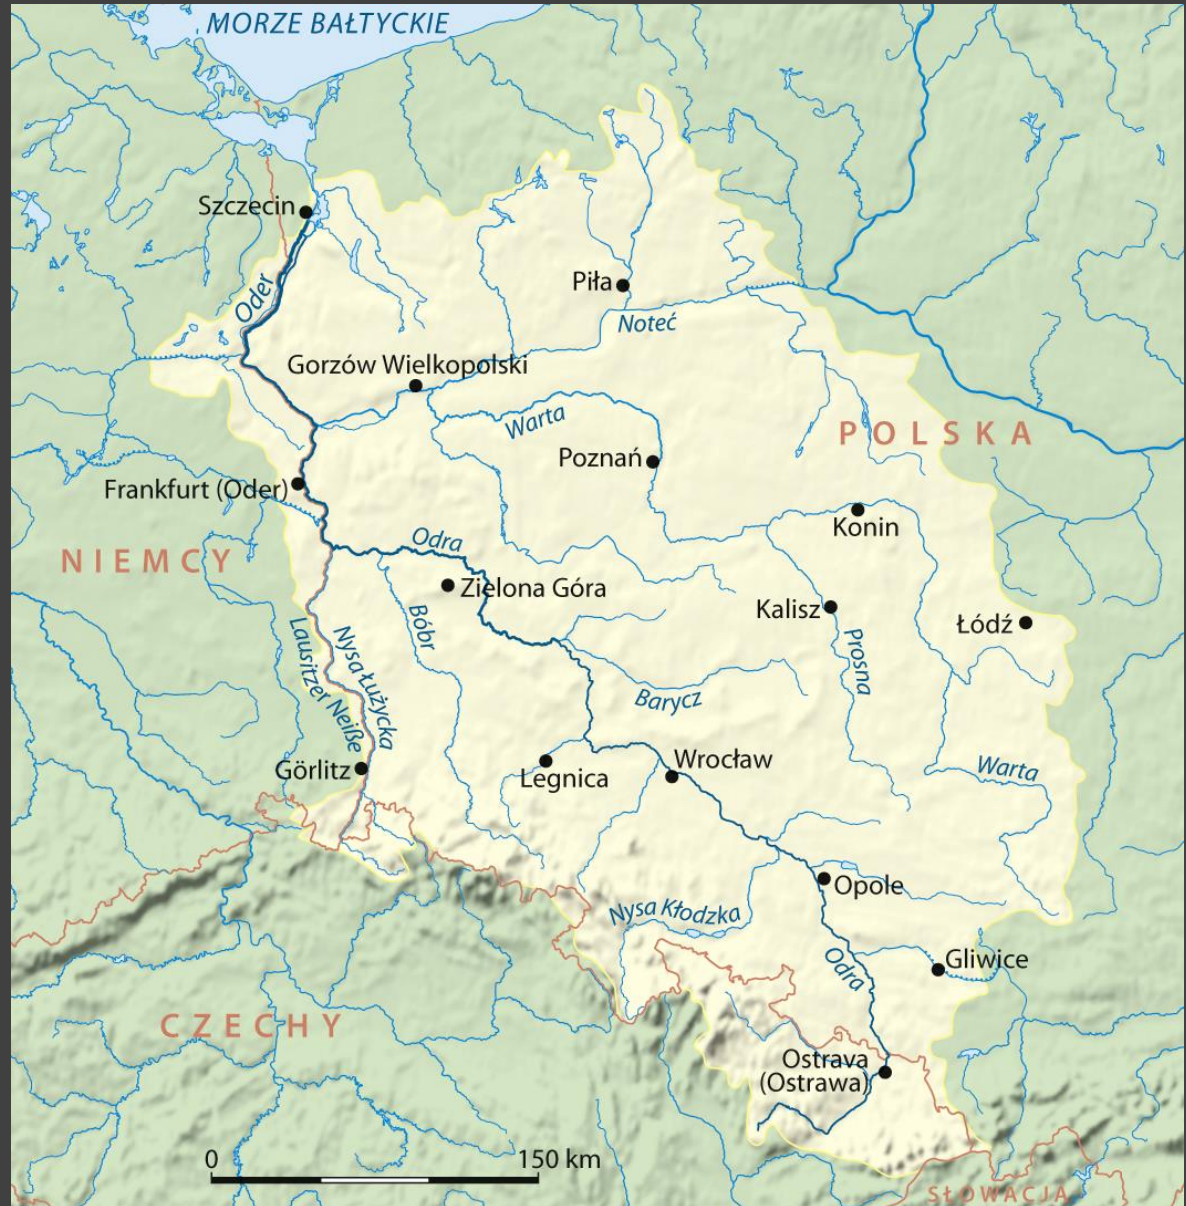 MORZE BAŁTYCKIE
Szczecin
Oder
Piła
Noteć
Gorzów Wielkopolski
Warta
POLSKA
Poznań
Frankfurt (Oder)
Konin
Odra
NIEMCY
Zielona Góra
Bóbr
Kalisz
Łódź
Lausitzer Neiße
Nysa Łużycka
Prosna
Barycz
Görlitz
Legnica
Wrocław
Warta
Opole
Nysa Kłodzka
Odra
Gliwice
CZECHY
Ostrava
(Ostrawa)
0
150 km
SŁOWACJA